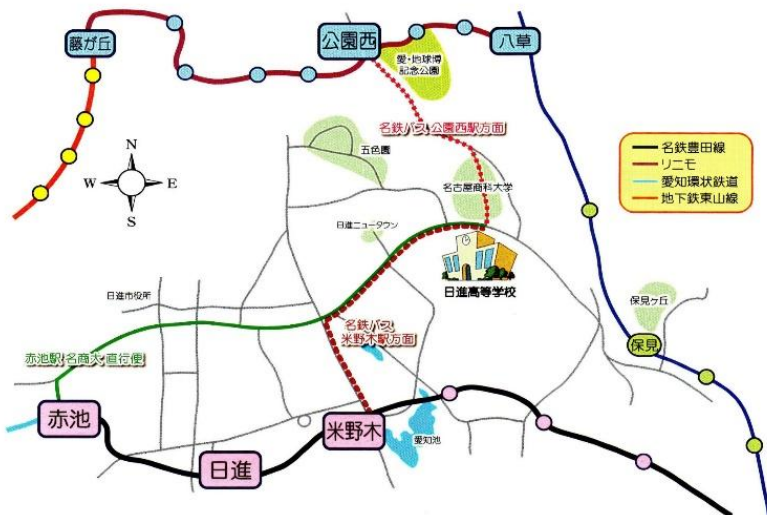 藤が丘
公園西
八草
愛・地球博
記念公園
名鉄バス 公園西駅方面
五色園
N
W
E
S
名古屋商科大学
名鉄豊田線
リニモ
愛知環状鉄道
地下鉄東山線
日進ニュータウン
日進高等学校
日進市役所
保見ヶ丘
保見
名鉄バス
米野木駅方面
赤池駅 名商大 直行便
赤池
日進
米野木
愛知池